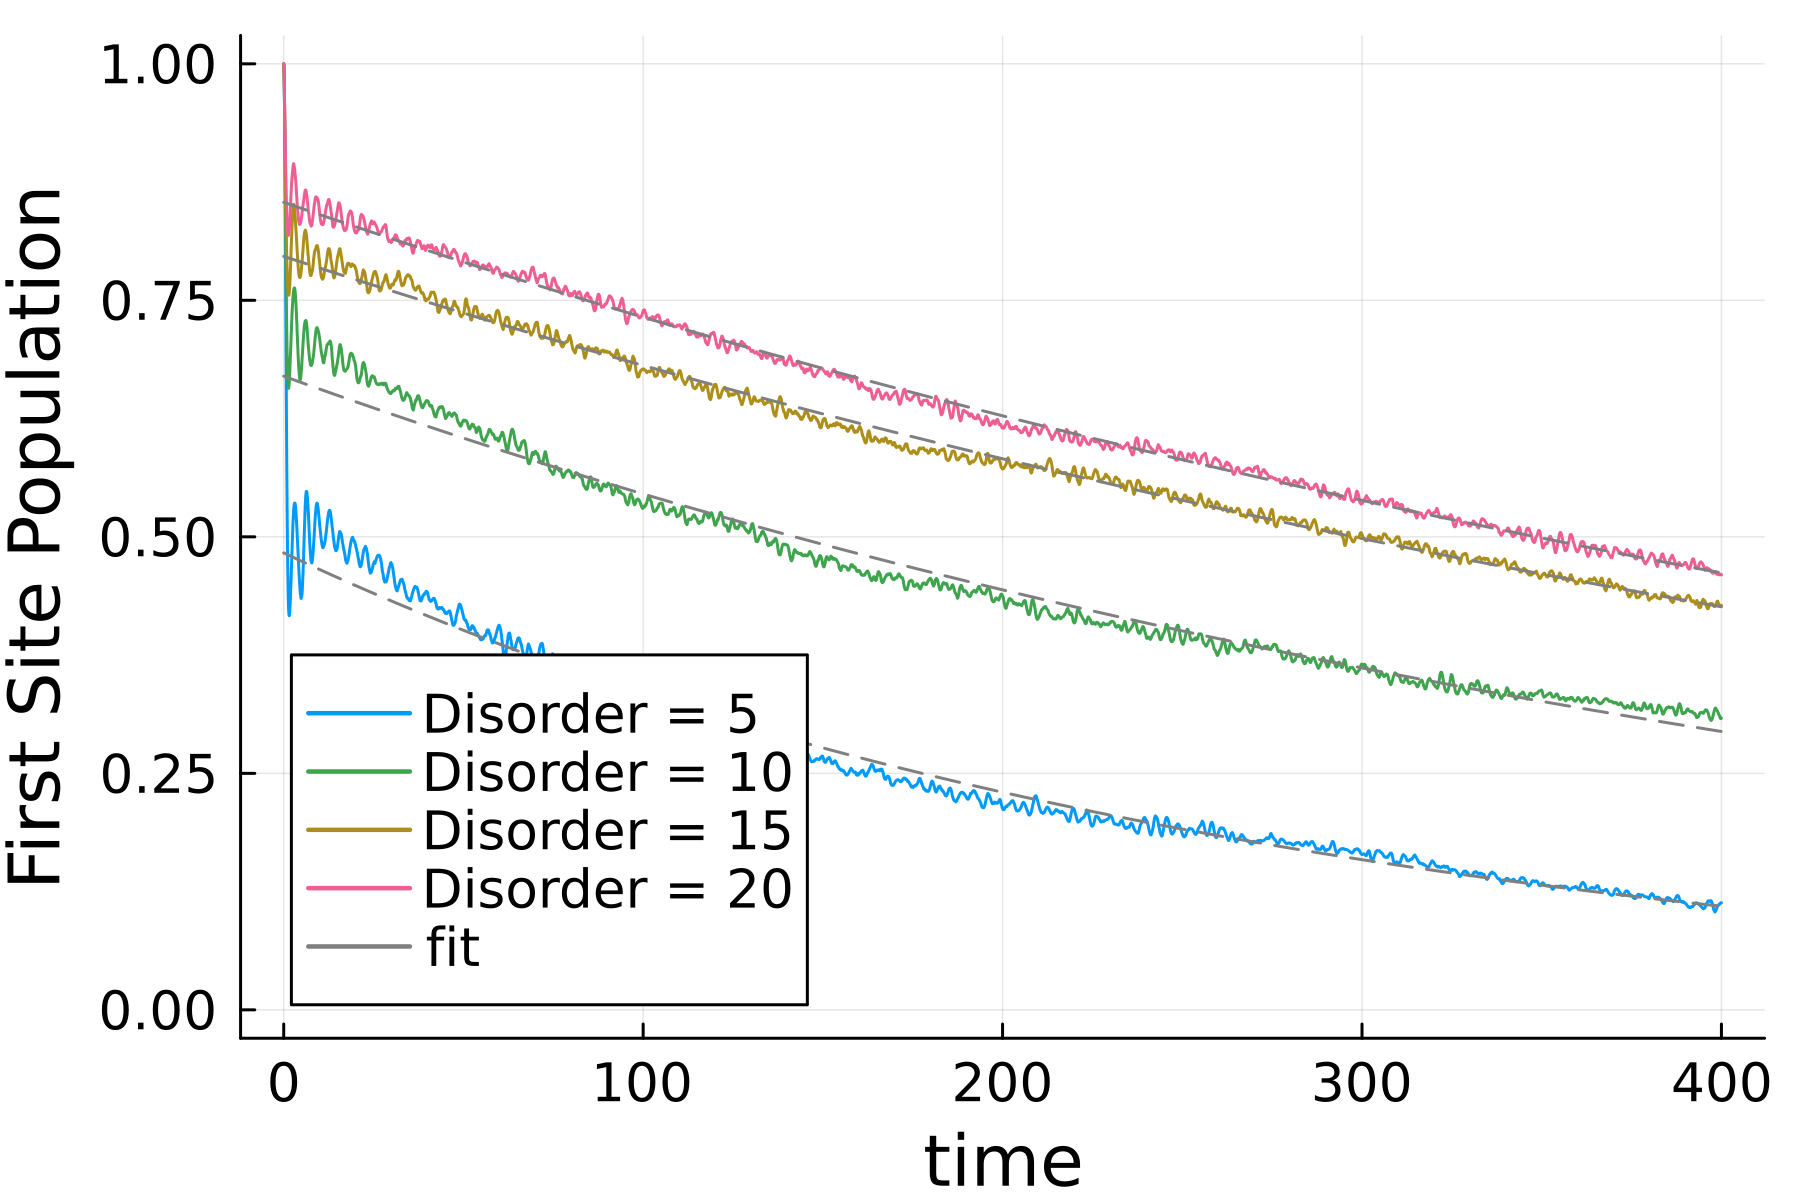 First Site Population
1.00
0.75
0.50
0.25
0.00
Disorder = 5
Disorder = 10
Disorder = 15
Disorder = 20
fit
0 100 200 300 400
time